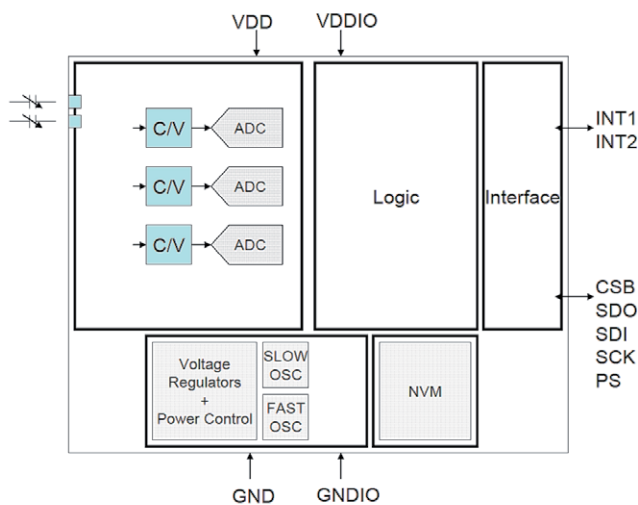 VDD
VDDIO
C/V
ADC
C/V
ADC
C/V
ADC
Logic
Interface
INT1
INT2
CSB
SDO
SDI
SCK
PS
Voltage
Regulators
+
Power Control
SLOW
OSC
FAST
OSC
NVM
GND
GNDIO